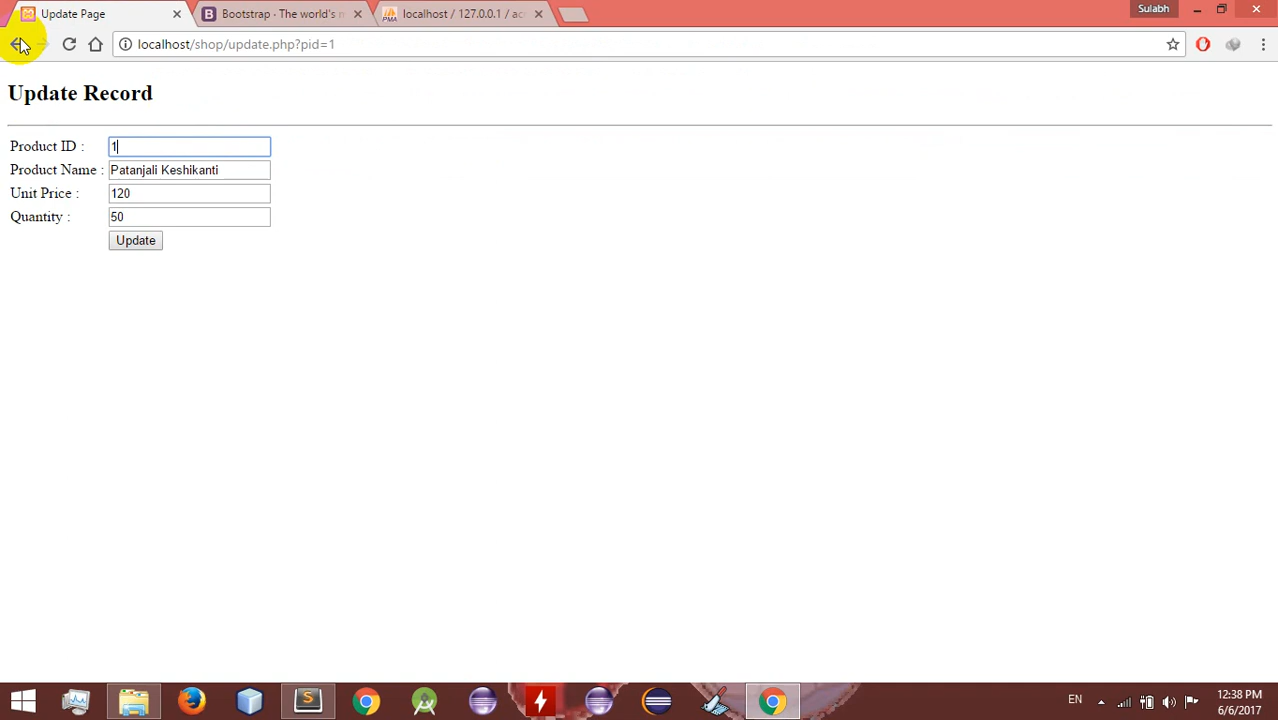 Update Page
Bootstrap - The world's m
localhost / 127.0.0.1 / ac
Sulabh
localhost/shop/update.php?pid=1
Update Record
Product ID : 1
Product Name : Patanjali Keshikanti
Unit Price : 120
Quantity : 50
Update
EN
12:38 PM
6/6/2017